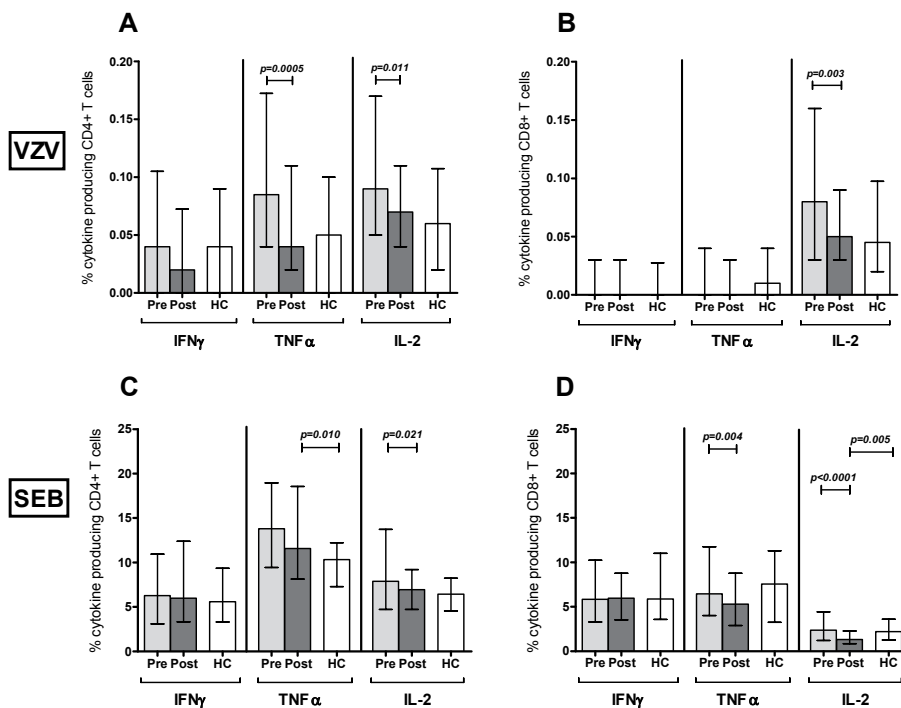 A
B
VZV
% cytokine producing CD4+ T cells
0.20
0.15
0.10
0.05
0.00
p=0.0005
p=0.011
Pre Post HC Pre Post HC Pre Post HC
IFNγ TNF α IL-2
% cytokine producing CD8+ T cells
0.20
0.15
0.10
0.05
0.00
p=0.003
Pre Post HC Pre Post HC Pre Post HC
IFNγ TNF α IL-2
C
D
SEB
% cytokine producing CD4+ T cells
25
20
15
10
5
0
p=0.010
p=0.021
Pre Post HC Pre Post HC Pre Post HC
IFNγ TNF α IL-2
% cytokine producing CD8+ T cells
25
20
15
10
5
0
p=0.004
p=0.005
p<0.0001
Pre Post HC Pre Post HC Pre Post HC
IFNγ TNF α IL-2